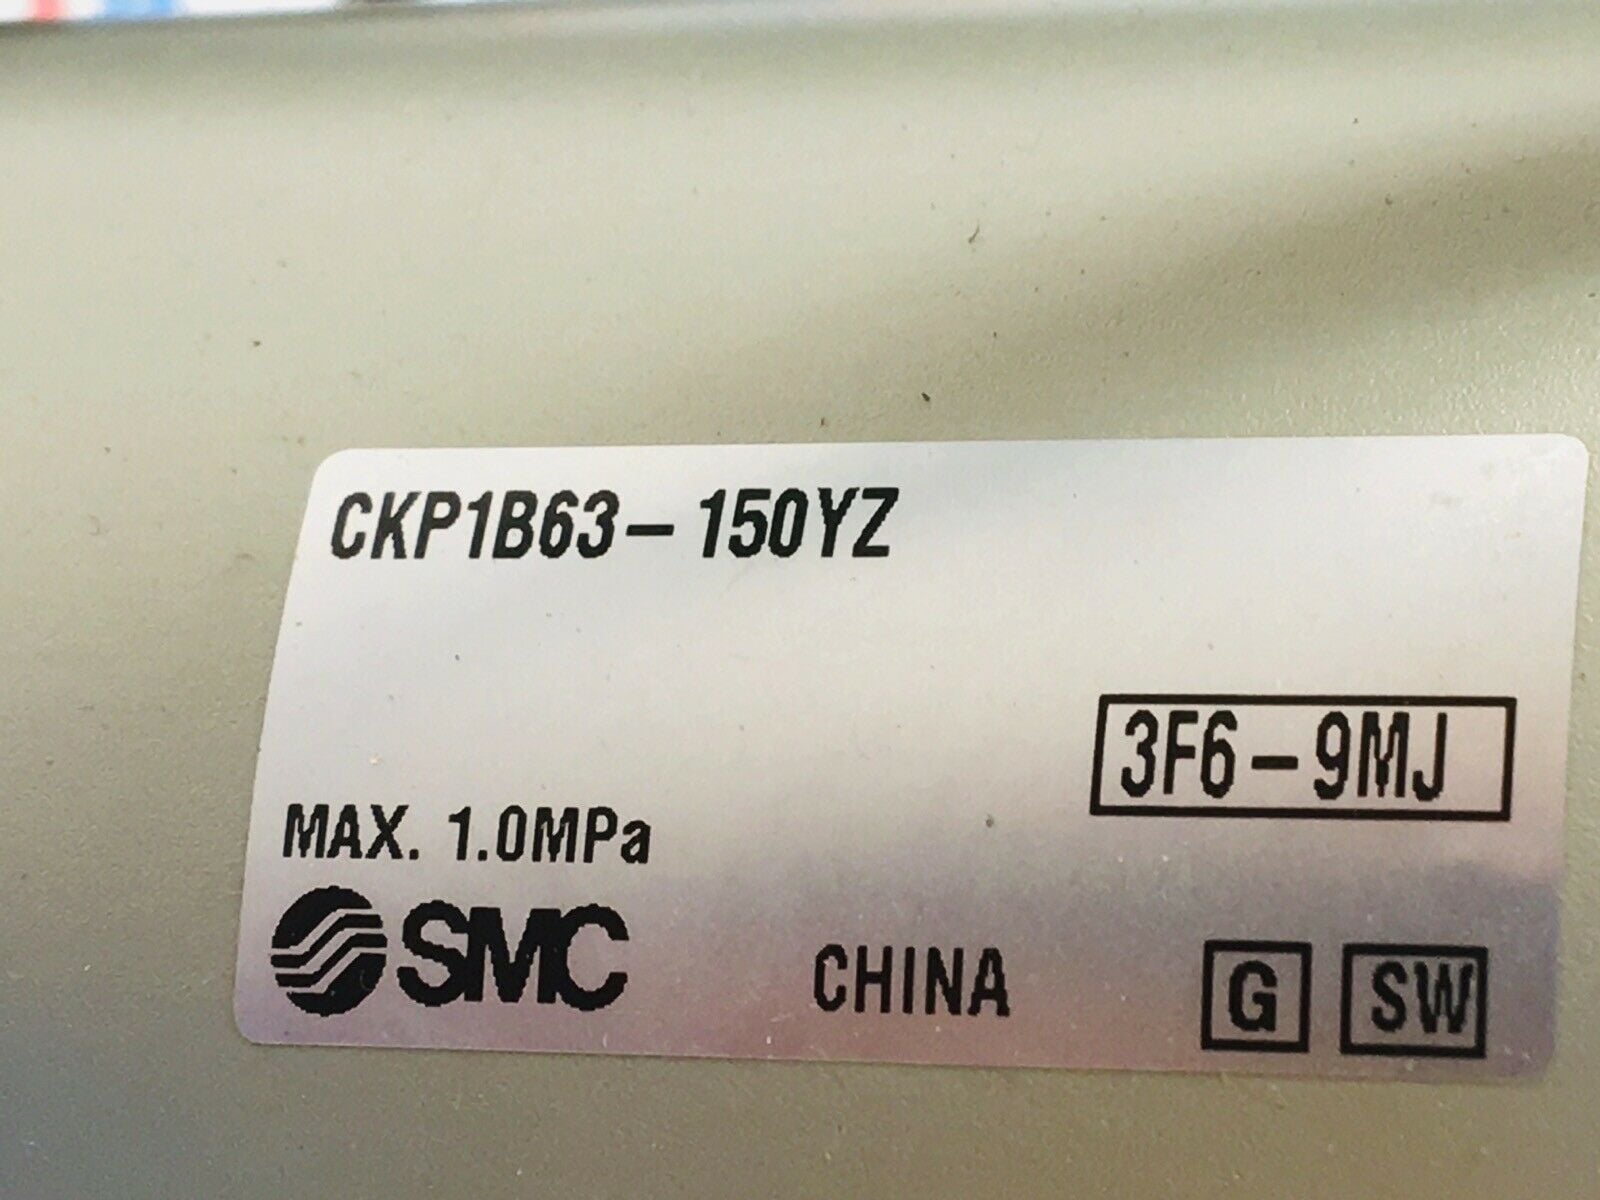 CKP1B63-150YZ
3F6-9MJ
MAX. 1.0MPa
SMC CHINA G SW